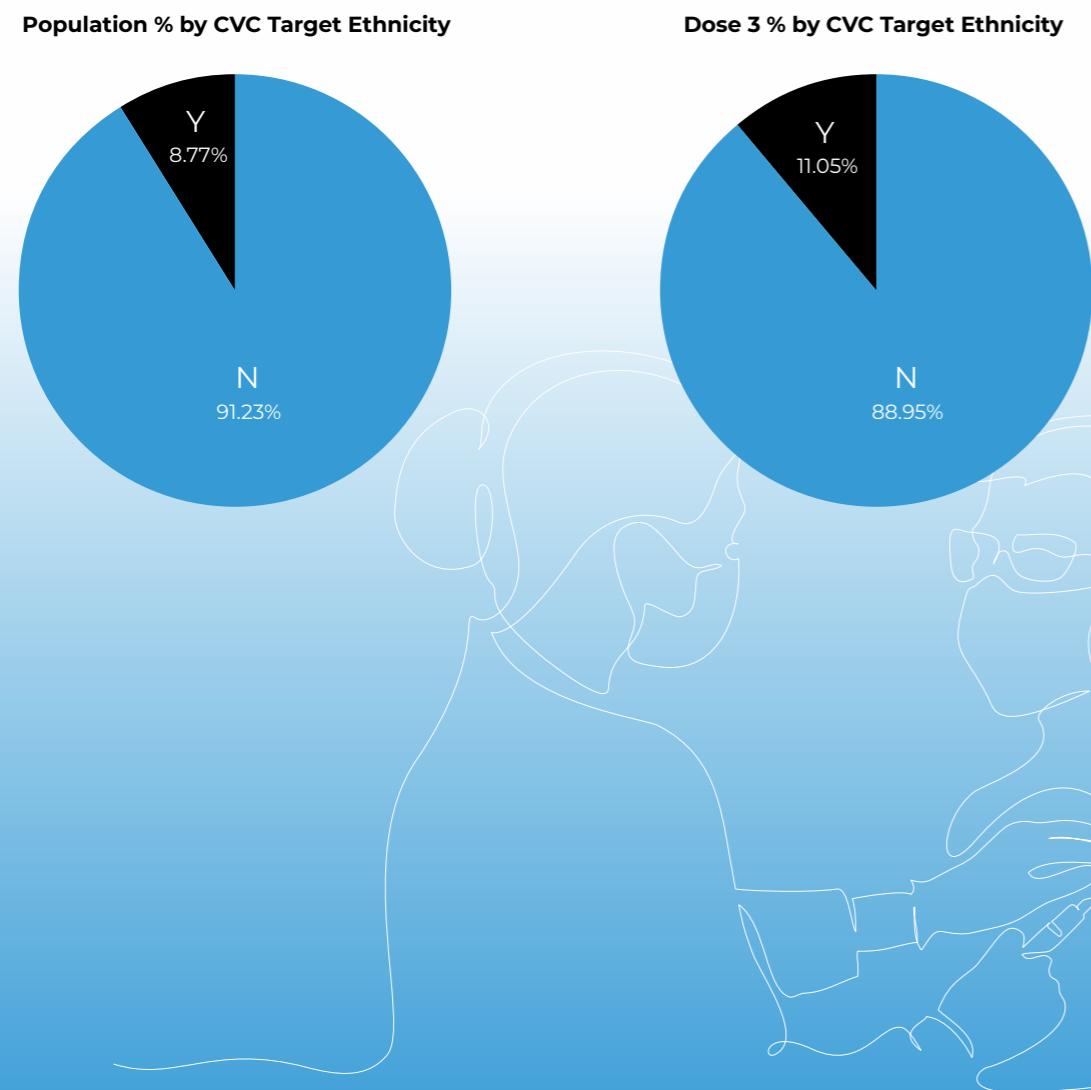 Population % by CVC Target Ethnicity
Y
8.77%
N
91.23%
Dose 3 % by CVC Target Ethnicity
Y
11.05%
N
88.95%